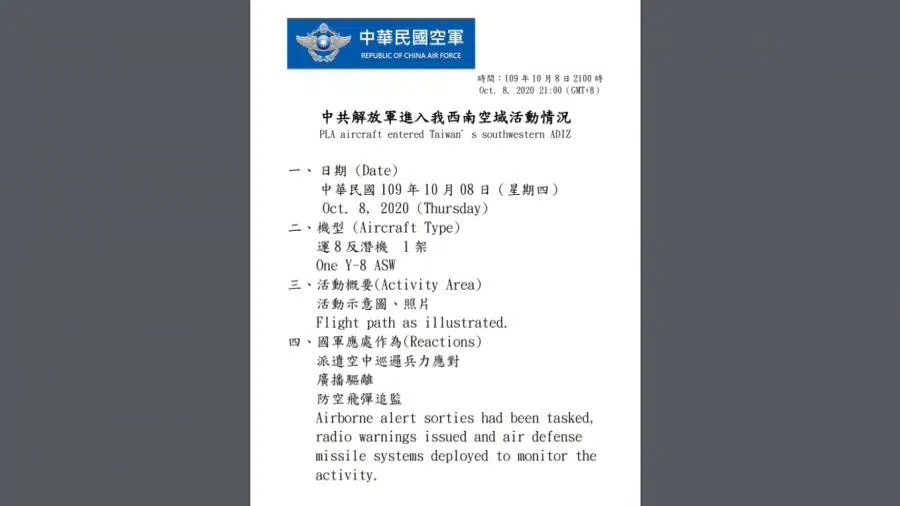 中華民國空軍
REPUBLIC OF CHINA AIR FORCE
時間：109 年 10 月 8 日 2100 時
Oct. 8, 2020 21:00 (GMT+8)
中共解放軍進入我西南空域活動情況
PLA aircraft entered Taiwan's southwestern ADIZ
一、日期 (Date)
中華民國 109 年 10 月 08 日（星期四）
Oct. 8, 2020 (Thursday)
二、機型 (Aircraft Type)
運 8 反潛機 1 架
One Y-8 ASW
三、活動概要(Activity Area)
活動示意圖、照片
Flight path as illustrated.
四、國軍應處作為(Reactions)
派遣空中巡邏兵力應對
廣播驅離
防空飛彈追監
Airborne alert sorties had been tasked,
radio warnings issued and air defense
missile systems deployed to monitor the
activity.